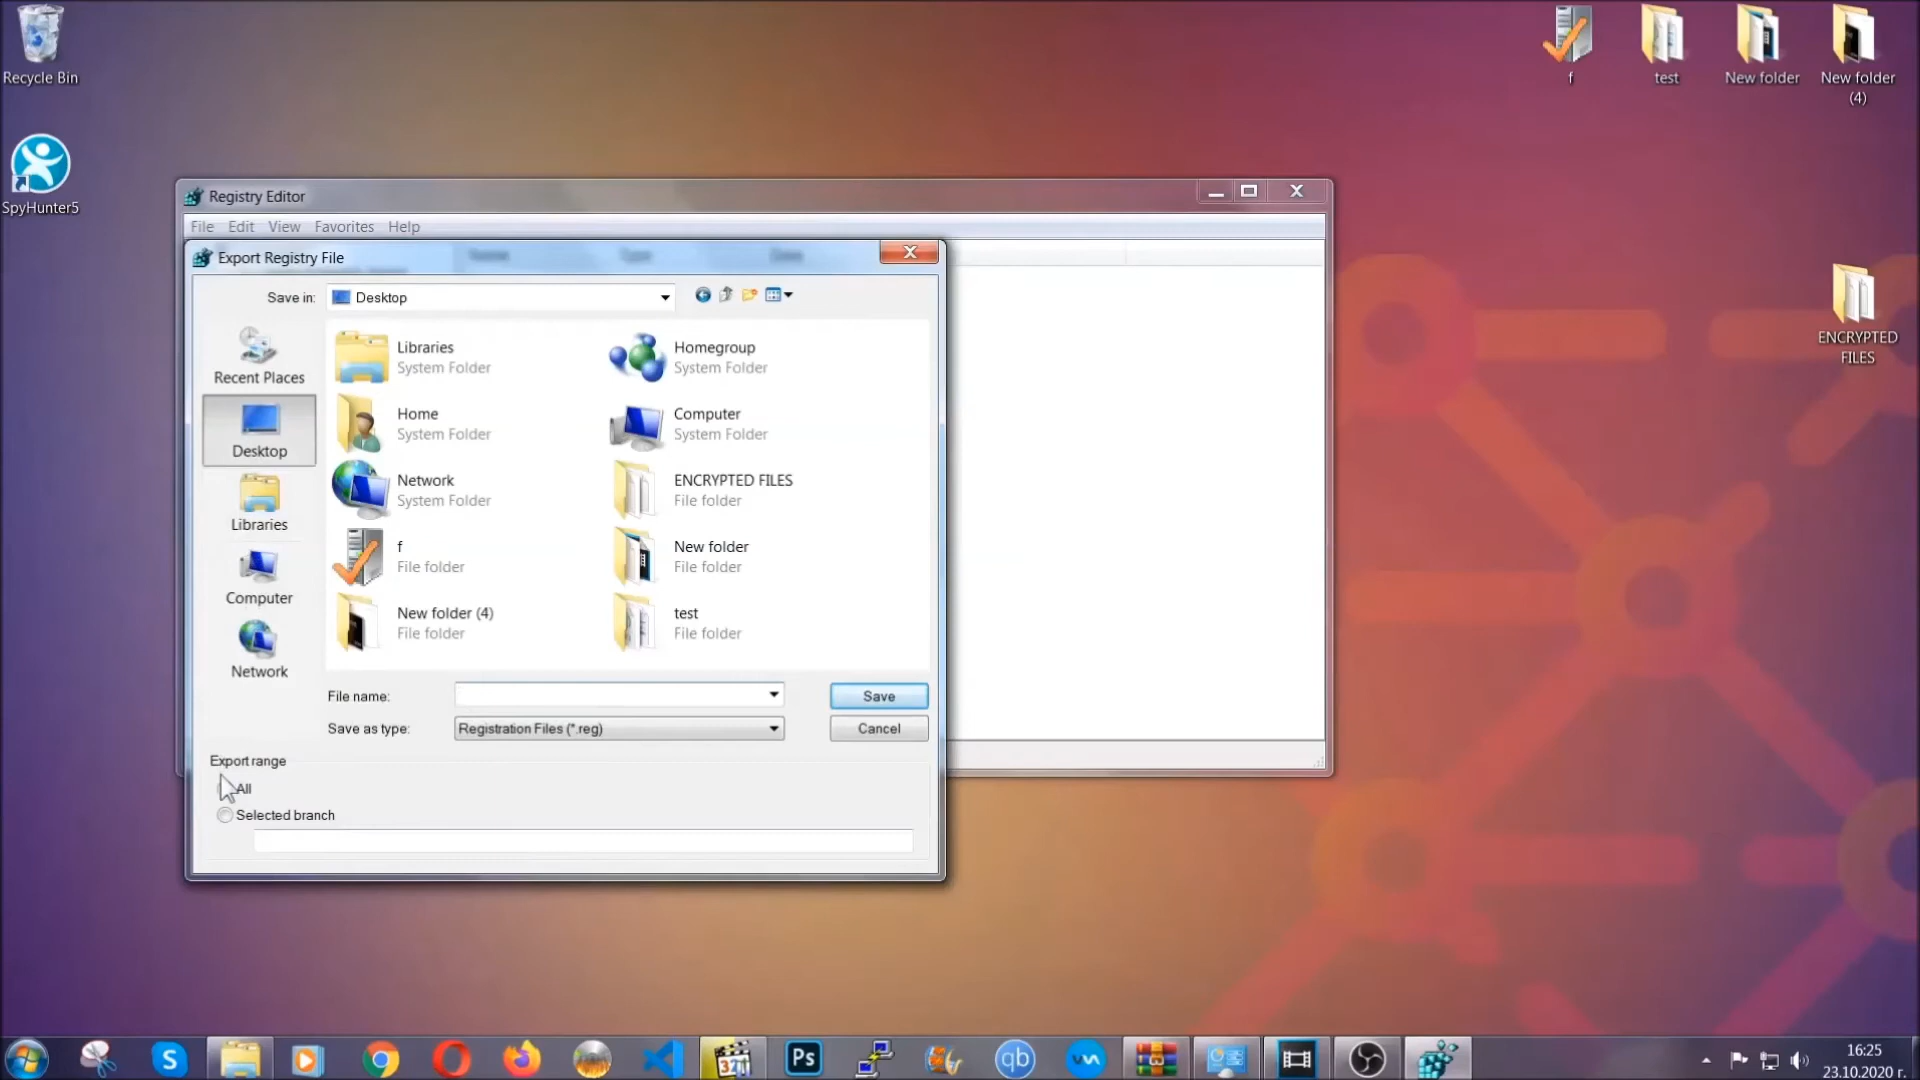 Recycle Bin
SpyHunter5
f
test
New folder
New folder
(4)
ENCRYPTED
FILES
Registry Editor
File Edit View Favorites Help
Export Registry File
Save in: Desktop
Recent Places
Desktop
Libraries
Computer
Network
Libraries
System Folder
Homegroup
System Folder
Home
System Folder
Computer
System Folder
Network
System Folder
ENCRYPTED FILES
File folder
f
File folder
New folder
File folder
New folder (4)
File folder
test
File folder
File name:
Save
Save as type: Registration Files (*.reg)
Cancel
Export range
All
Selected branch
S
321
Ps
qb
16:25
23.10.2020 г.